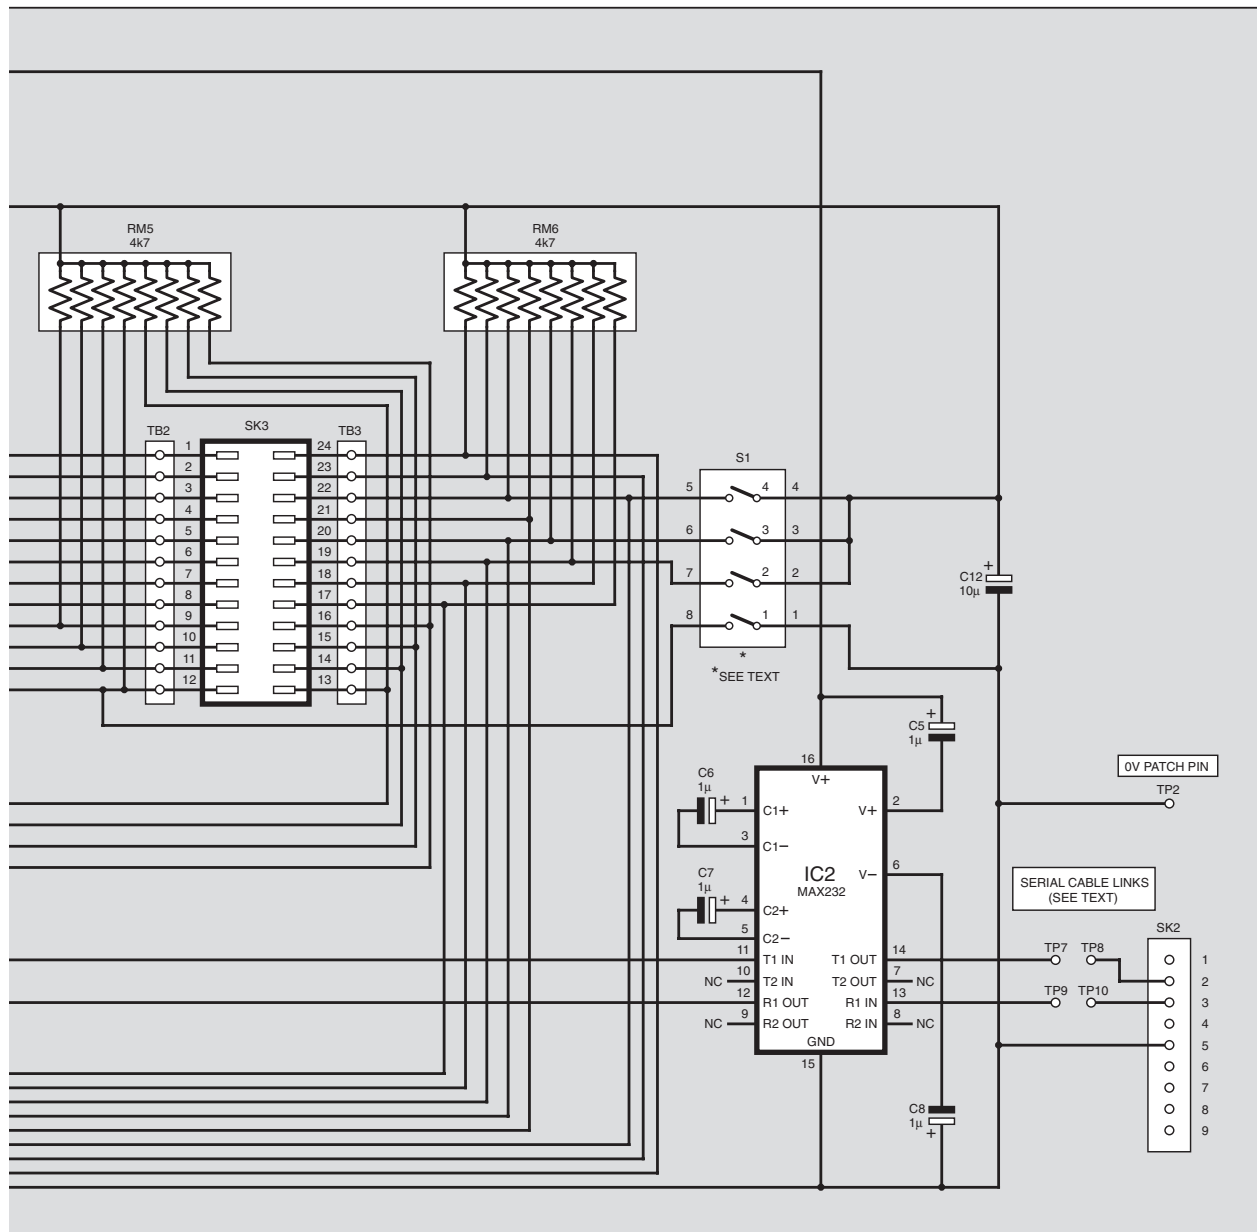 RM5
4k7
RM6
4k7
TB2
SK3
TB3
1
2
3
4
5
6
7
8
9
10
11
12
24
23
22
21
20
19
18
17
16
15
14
13
S1
5 4 4
6 3 3
7 2 2
8 1 1
*
*SEE TEXT
+
C12
10µ
+
C5
1µ
0V PATCH PIN
TP2
C6
1µ
+
C7
1µ
+
16
V+
1 C1+ V+ 2
3 C1−
V− 6
IC2
MAX232
4 C2+
5 C2−
11 T1 IN T1 OUT 14
NC 10 T2 IN T2 OUT 7 NC
12 R1 OUT R1 IN 13
NC 9 R2 OUT R2 IN 8 NC
GND
15
SERIAL CABLE LINKS
(SEE TEXT)
SK2
TP7 TP8
TP9 TP10
1
2
3
4
5
6
7
8
9
C8
1µ
+